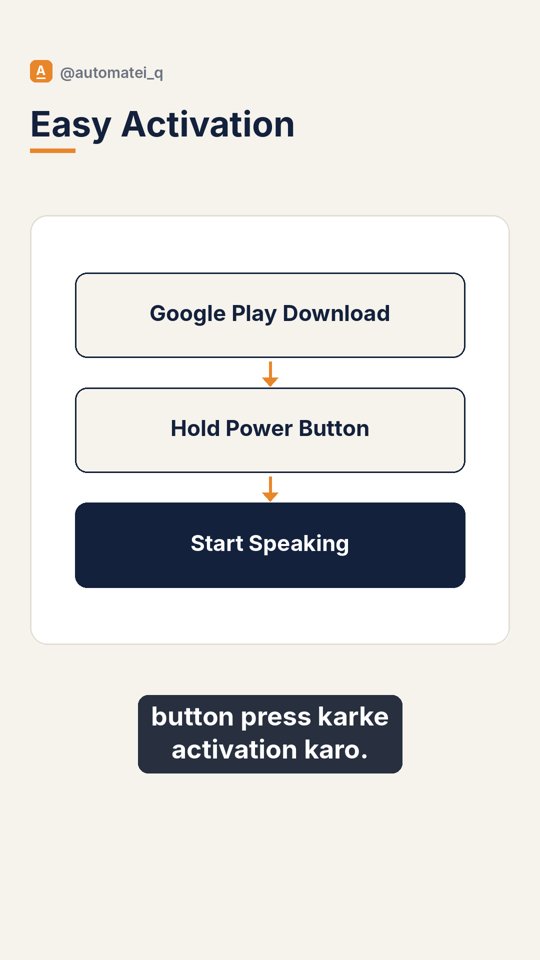 A
@automatei_q
Easy Activation
Google Play Download
Hold Power Button
Start Speaking
button press karke
activation karo.